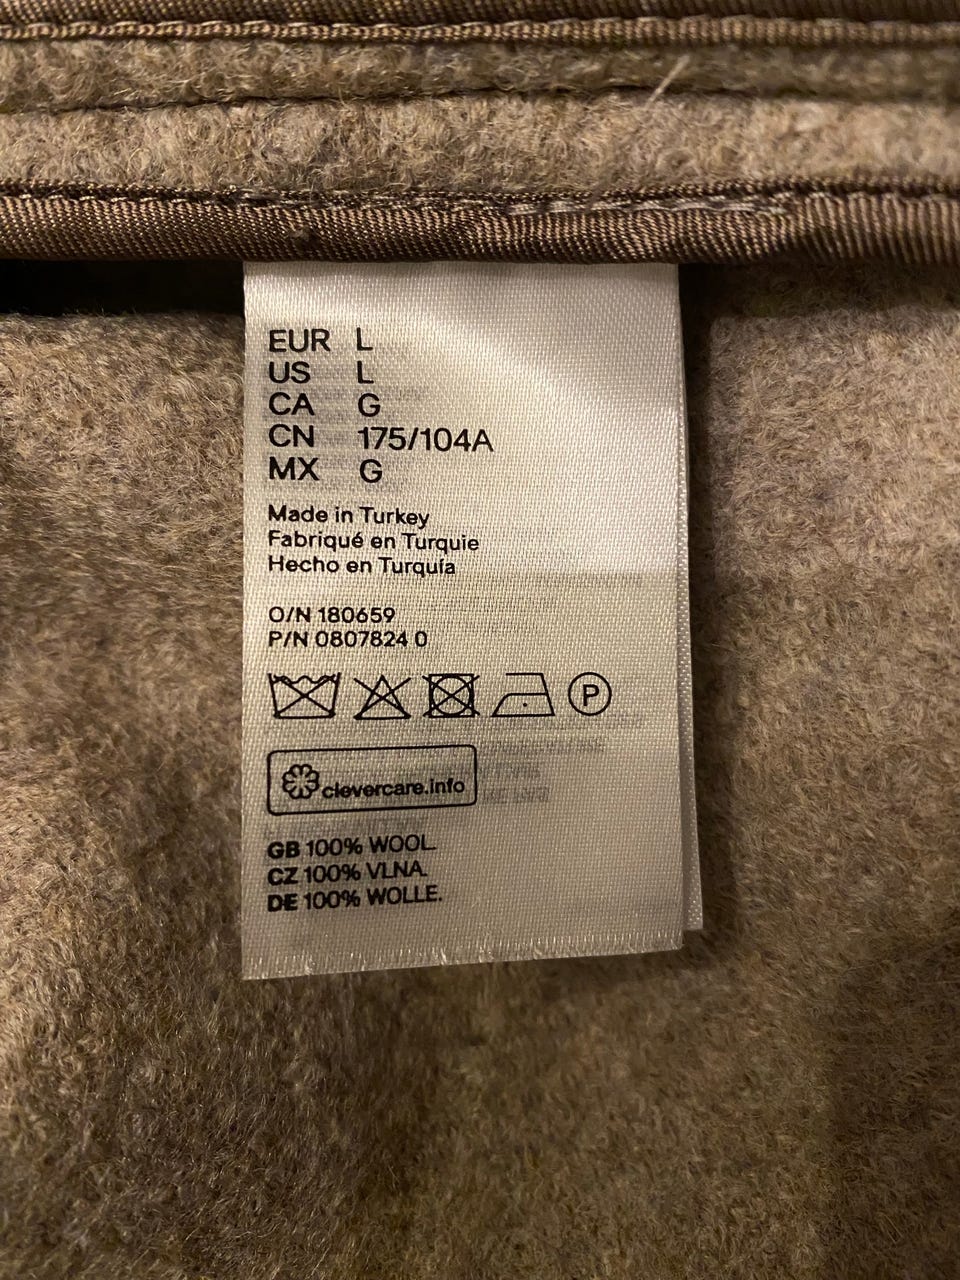 EUR L
US L
CA G
CN 175/104A
MX G
Made in Turkey
Fabriqué en Turquie
Hecho en Turquía
O/N 180659
P/N 0807824 0
P
clevercare.info
GB 100% WOOL.
CZ 100% VLNA.
DE 100% WOLLE.